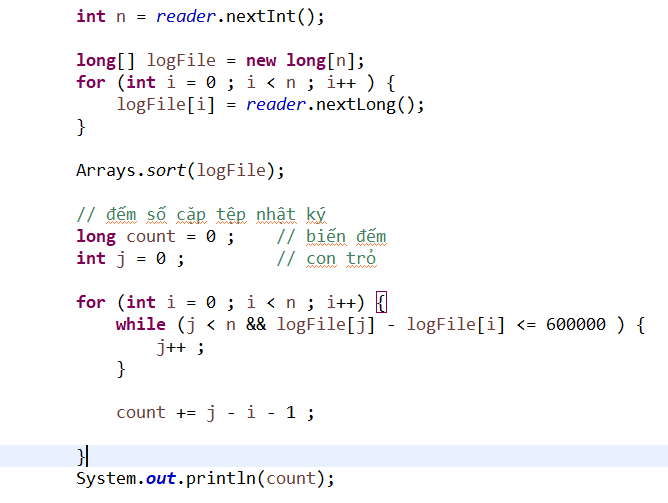 int n = reader.nextInt();
long[] logFile = new long[n];
for (int i = 0 ; i < n ; i++ ) {
logFile[i] = reader.nextLong();
}
Arrays.sort(logFile);
// đếm số cặp tệp nhật ký
long count = 0 ;    // biến đếm
int j = 0 ;         // con trỏ
for (int i = 0 ; i < n ; i++) {
while (j < n && logFile[j] - logFile[i] <= 600000 ) {
j++ ;
}
count += j - i - 1 ;
}
System.out.println(count);